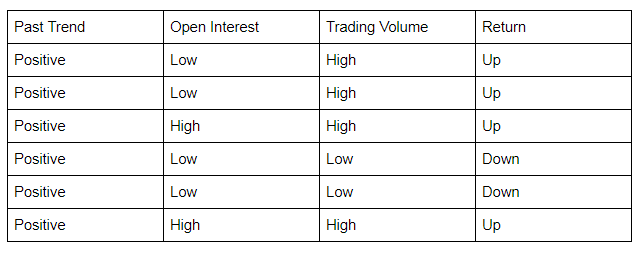 Past Trend Open Interest Trading Volume Return
Positive Low High Up
Positive Low High Up
Positive High High Up
Positive Low Low Down
Positive Low Low Down
Positive High High Up